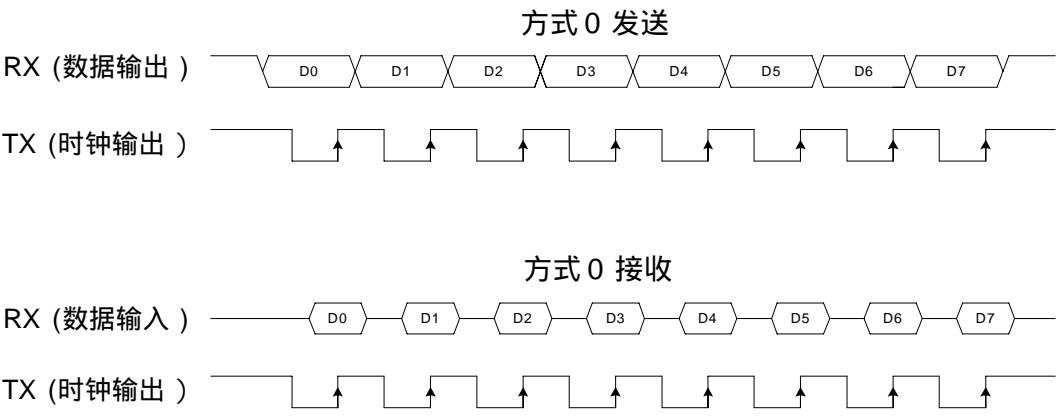 方式0 发送
RX (数据输出 )
D0 D1 D2 D3 D4 D5 D6 D7
TX (时钟输出 )
方式0 接收
RX (数据输入 )
D0 D1 D2 D3 D4 D5 D6 D7
TX (时钟输出 )